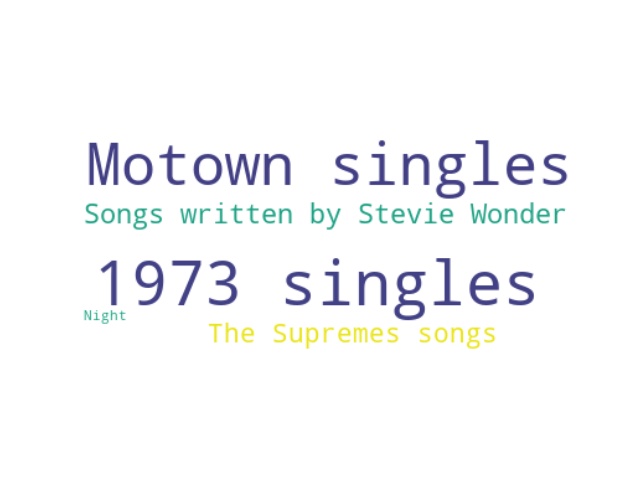 Motown singles
Songs written by Stevie Wonder
1973 singles
Night
The Supremes songs